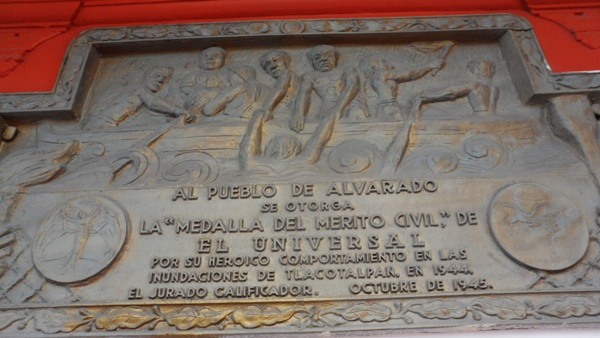 AL PUEBLO DE ALVARADO
SE OTORGA
LA "MEDALLA DEL MERITO CIVIL," DE
EL UNIVERSAL
POR SU HEROICO COMPORTAMIENTO EN LAS
INUNDACIONES DE TLACOTALPAN, EN 1944.
EL JURADO CALIFICADOR. OCTUBRE DE 1945.